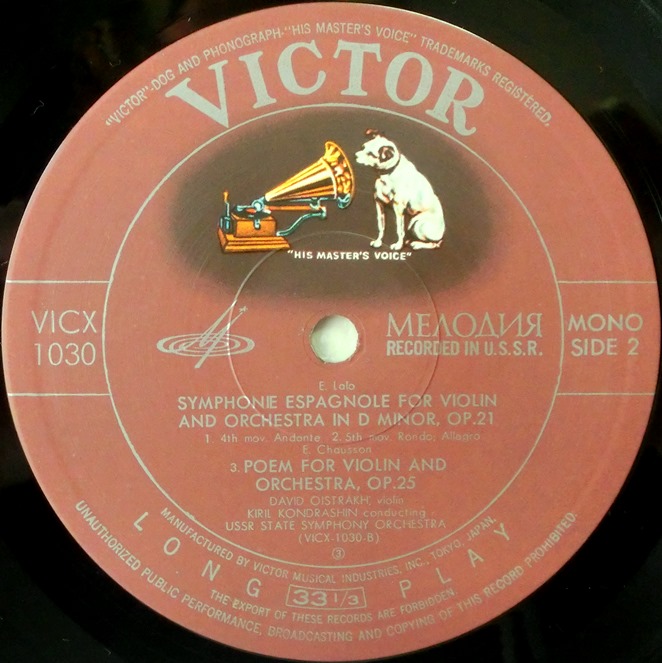 "VICTOR"-DOG AND PHONOGRAPH-"HIS MASTER'S VOICE" TRADEMARKS REGISTERED.
VICTOR
"HIS MASTER'S VOICE"
VICX
1030
МЕЛОДИЯ
RECORDED IN U.S.S.R.
MONO
SIDE 2
E. Lalo
SYMPHONIE ESPAGNOLE FOR VIOLIN
AND ORCHESTRA IN D MINOR, OP.21
1. 4th mov. Andante 2. 5th mov. Rondo; Allegro
E. Chausson
3. POEM FOR VIOLIN AND
ORCHESTRA, OP.25
DAVID OISTRAKH, violin
KIRIL KONDRASHIN conducting
USSR STATE SYMPHONY ORCHESTRA
(VICX-1030-B)
③
LONG 33 1/3 PLAY
MANUFACTURED BY VICTOR MUSICAL INDUSTRIES, INC., TOKYO, JAPAN.
THE EXPORT OF THESE RECORDS ARE FORBIDDEN.
UNAUTHORIZED PUBLIC PERFORMANCE, BROADCASTING AND COPYING OF THIS RECORD PROHIBITED.